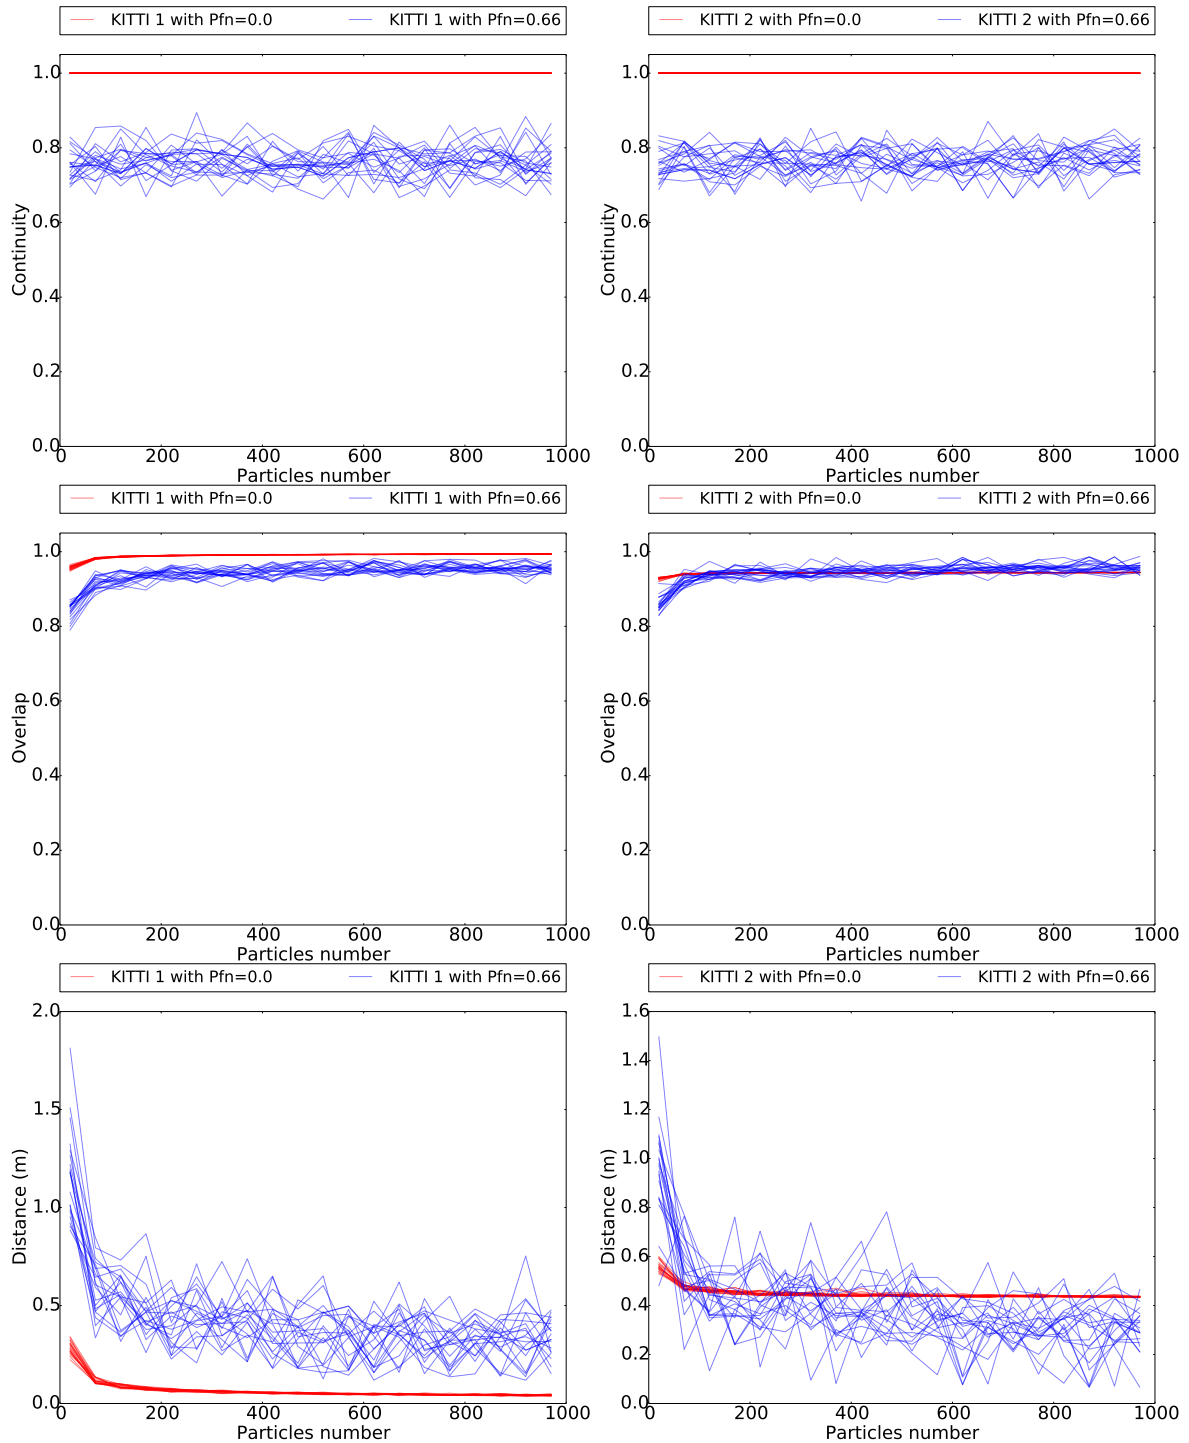 KITTI 1 with Pfn=0.0 KITTI 1 with Pfn=0.66
1.0
0.8
0.6
0.4
0.2
0.0
Continuity
0 200 400 600 800 1000
Particles number
KITTI 2 with Pfn=0.0 KITTI 2 with Pfn=0.66
1.0
0.8
0.6
0.4
0.2
0.0
Continuity
0 200 400 600 800 1000
Particles number
KITTI 1 with Pfn=0.0 KITTI 1 with Pfn=0.66
1.0
0.8
0.6
0.4
0.2
0.0
Overlap
0 200 400 600 800 1000
Particles number
KITTI 2 with Pfn=0.0 KITTI 2 with Pfn=0.66
1.0
0.8
0.6
0.4
0.2
0.0
Overlap
0 200 400 600 800 1000
Particles number
KITTI 1 with Pfn=0.0 KITTI 1 with Pfn=0.66
2.0
1.5
1.0
0.5
0.0
Distance (m)
0 200 400 600 800 1000
Particles number
KITTI 2 with Pfn=0.0 KITTI 2 with Pfn=0.66
1.6
1.4
1.2
1.0
0.8
0.6
0.4
0.2
0.0
Distance (m)
0 200 400 600 800 1000
Particles number